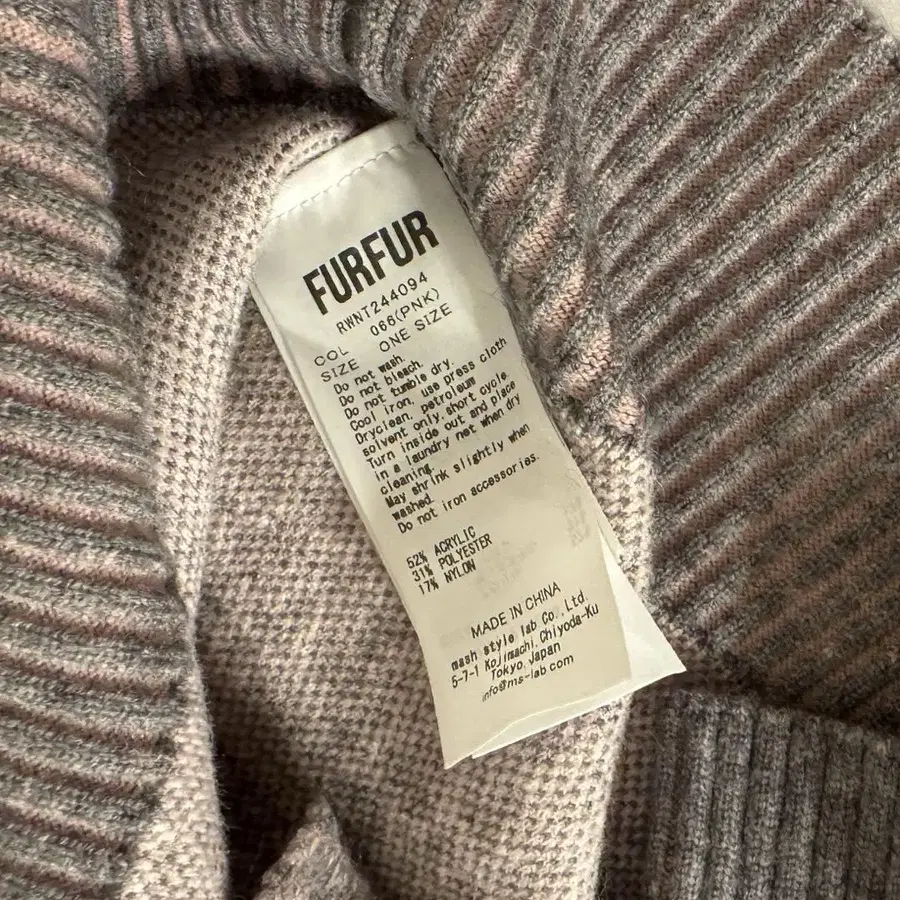 FURFUR
RWNT244094
COL 066(PNK)
SIZE ONE SIZE
Do not wash.
Do not bleach.
Do not tumble dry.
Cool iron, use press cloth
Dryclean, petroleum
solvent only,short cycle.
Turn inside out and place
in a laundry net when dry
cleaning.
May shrink slightly when
washed.
Do not iron accessories.
52% ACRYLIC
31% POLYESTER
17% NYLON
MADE IN CHINA
mash style lab Co.,Ltd.
5-7-1 Kojimachi,Chiyoda-Ku
Tokyo,Japan
info@ms-lab.com